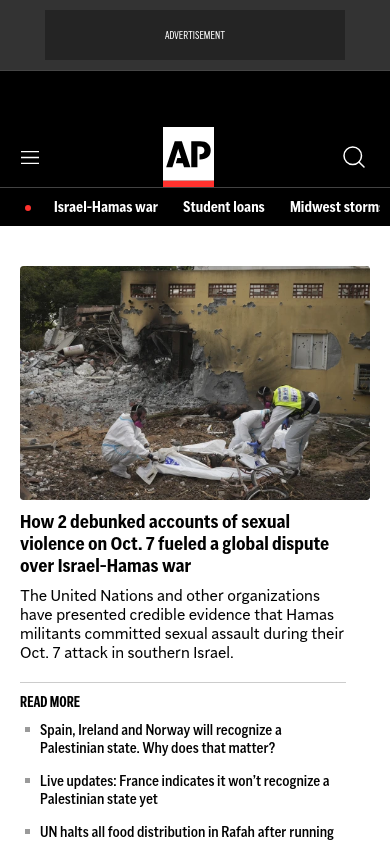 ADVERTISEMENT
AP
Israel-Hamas war Student loans Midwest storms
How 2 debunked accounts of sexual
violence on Oct. 7 fueled a global dispute
over Israel-Hamas war
The United Nations and other organizations
have presented credible evidence that Hamas
militants committed sexual assault during their
Oct. 7 attack in southern Israel.
READ MORE
Spain, Ireland and Norway will recognize a
Palestinian state. Why does that matter?
Live updates: France indicates it won’t recognize a
Palestinian state yet
UN halts all food distribution in Rafah after running